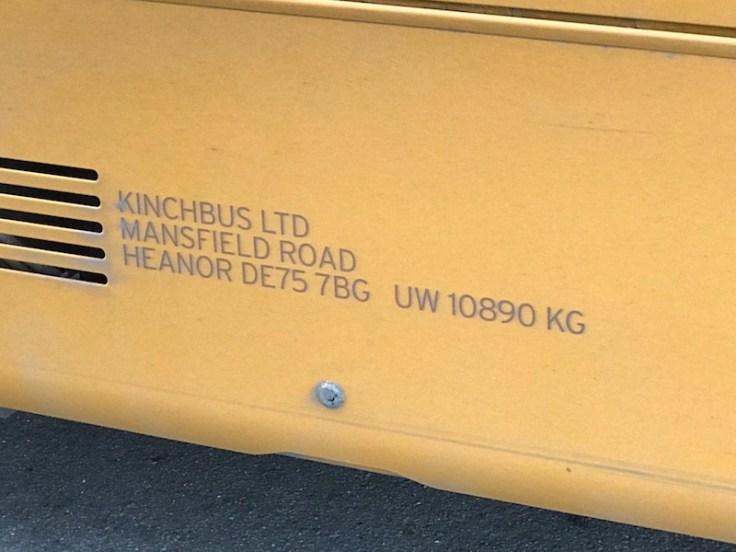 KINCHBUS LTD
MANSFIELD ROAD
HEANOR DE75 7BG UW 10890 KG